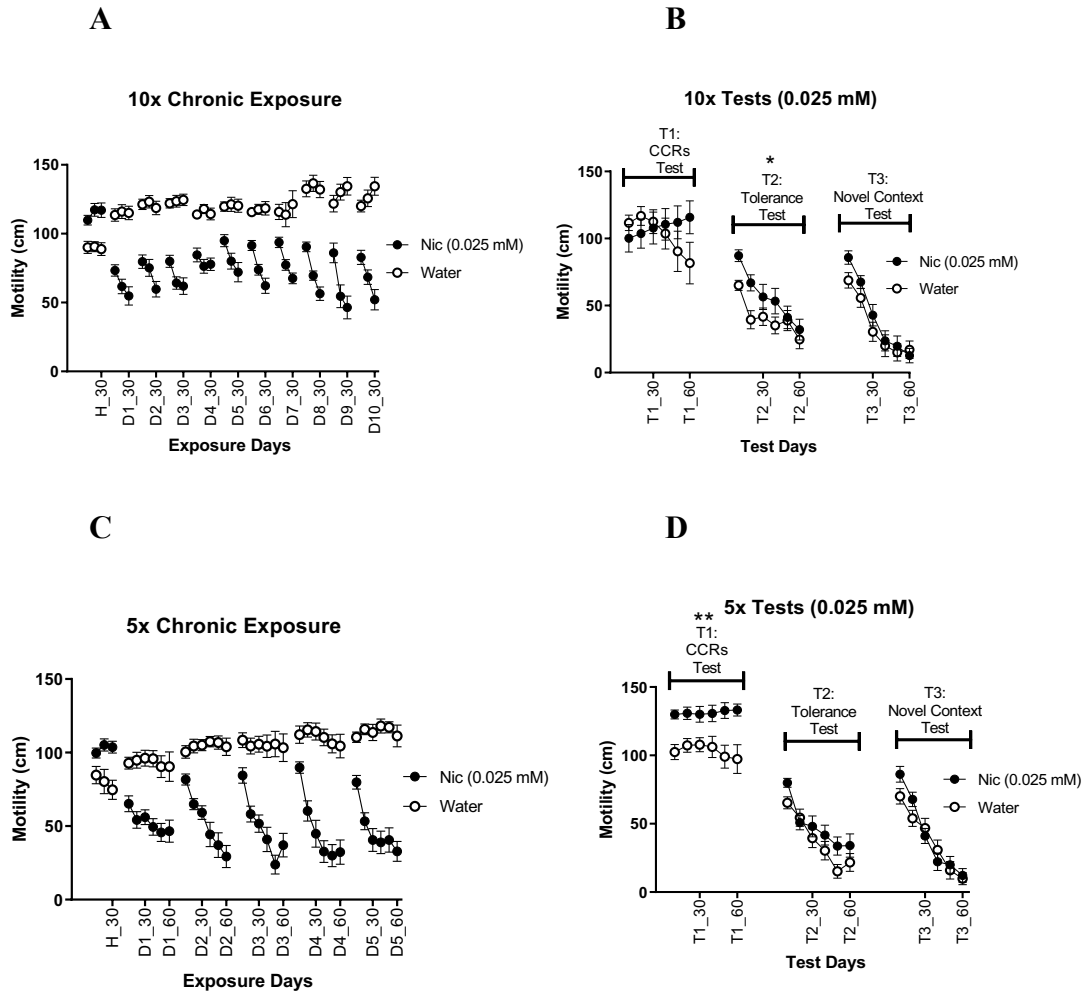 A
10x Chronic Exposure
150
100
50
0
Motility (cm)
H_30
D1_30
D2_30
D3_30
D4_30
D5_30
D6_30
D7_30
D8_30
D9_30
D10_30
Exposure Days
Nic (0.025 mM)
Water
B
10x Tests (0.025 mM)
T1:
CCRs
Test
*
T2:
Tolerance
Test
T3:
Novel Context
Test
150
100
50
0
Motility (cm)
T1_30
T1_60
T2_30
T2_60
T3_30
T3_60
Test Days
Nic (0.025 mM)
Water
C
5x Chronic Exposure
150
100
50
0
Motility (cm)
H_30
D1_30
D1_60
D2_30
D2_60
D3_30
D3_60
D4_30
D4_60
D5_30
D5_60
Exposure Days
Nic (0.025 mM)
Water
D
5x Tests (0.025 mM)
**
T1:
CCRs
Test
T2:
Tolerance
Test
T3:
Novel Context
Test
150
100
50
0
Motility (cm)
T1_30
T1_60
T2_30
T2_60
T3_30
T3_60
Test Days
Nic (0.025 mM)
Water